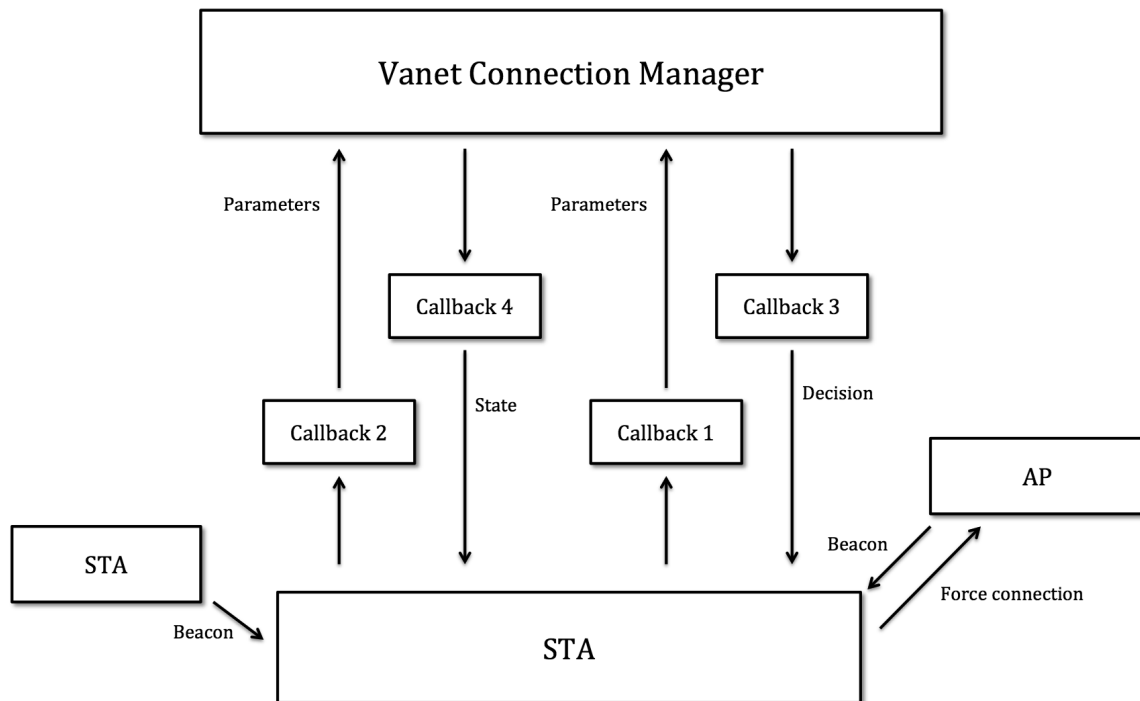 Vanet Connection Manager
Parameters
Parameters
Callback 4
Callback 3
State
Decision
Callback 2
Callback 1
AP
STA
Beacon
Beacon
Force connection
STA